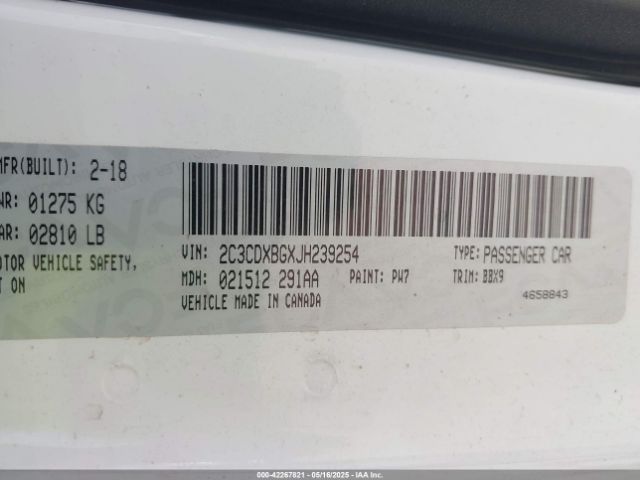 MFR(BUILT): 2-18
WR: 01275 KG
AR: 02810 LB
OTOR VEHICLE SAFETY,
T ON
VIN: 2C3CDXBGXJH239254
TYPE: PASSENGER CAR
MDH: 021512 291AA
PAINT: PW7
TRIM: BBX9
VEHICLE MADE IN CANADA
4658843
000-42267821 - 05/16/2025 - IAA Inc.